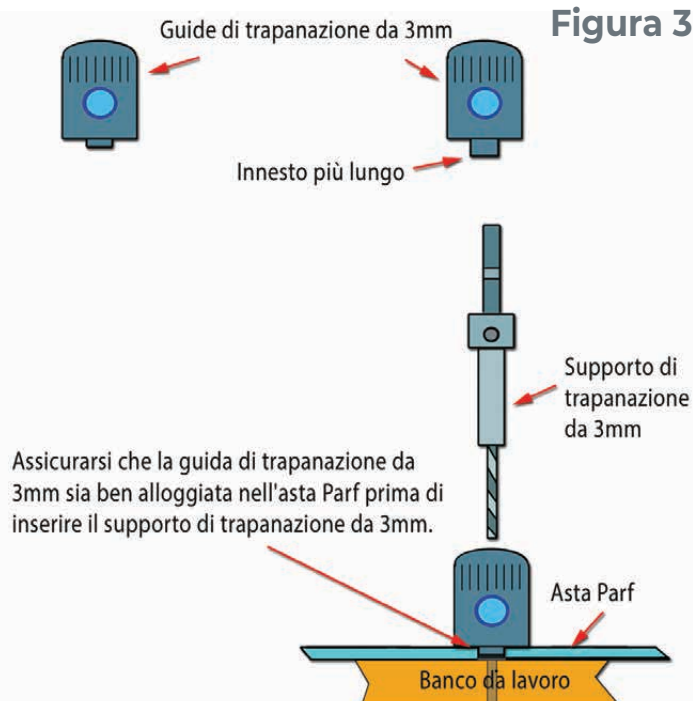 Figura 3
Guide di trapanazione da 3mm
Innesto più lungo
Supporto di
trapanazione
da 3mm
Assicurarsi che la guida di trapanazione da
3mm sia ben alloggiata nell'asta Parf prima di
inserire il supporto di trapanazione da 3mm.
Asta Parf
Banco da lavoro